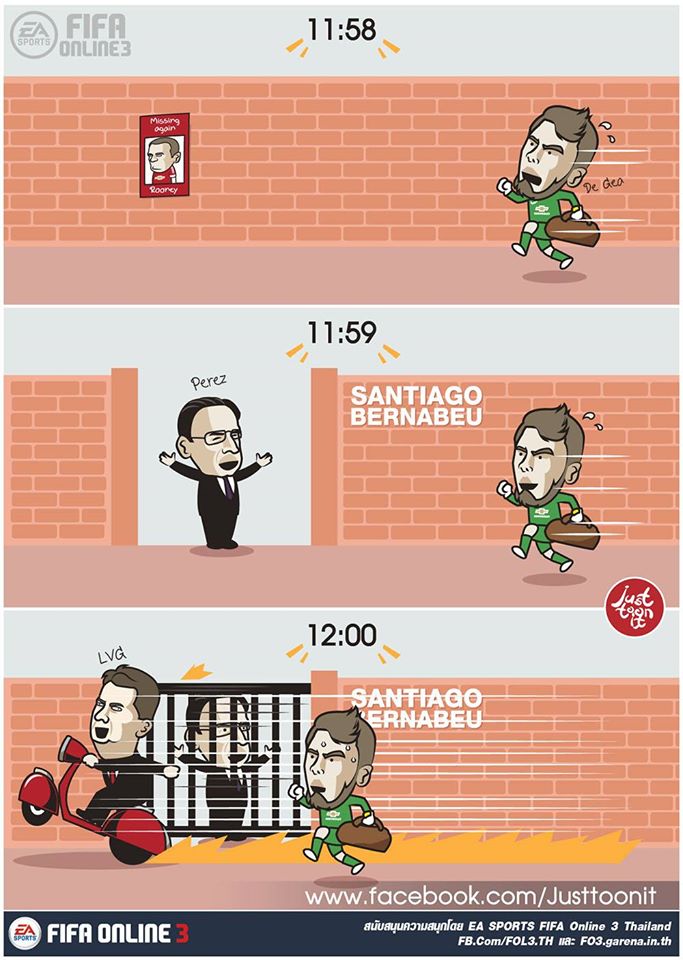 EA SPORTS
FIFA
ONLINE3
11:58
Missing
again
Rooney
De Gea
11:59
Perez
SANTIAGO
BERNABEU
just
toon
it
12:00
LVG
SANTIAGO
BERNABEU
www.facebook.com/Justtoonit
EA SPORTS
FIFA ONLINE 3
สนับสนุนความสนุกโดย EA SPORTS FIFA Online 3 Thailand
FB.Com/FOL3.TH และ FO3.garena.in.th